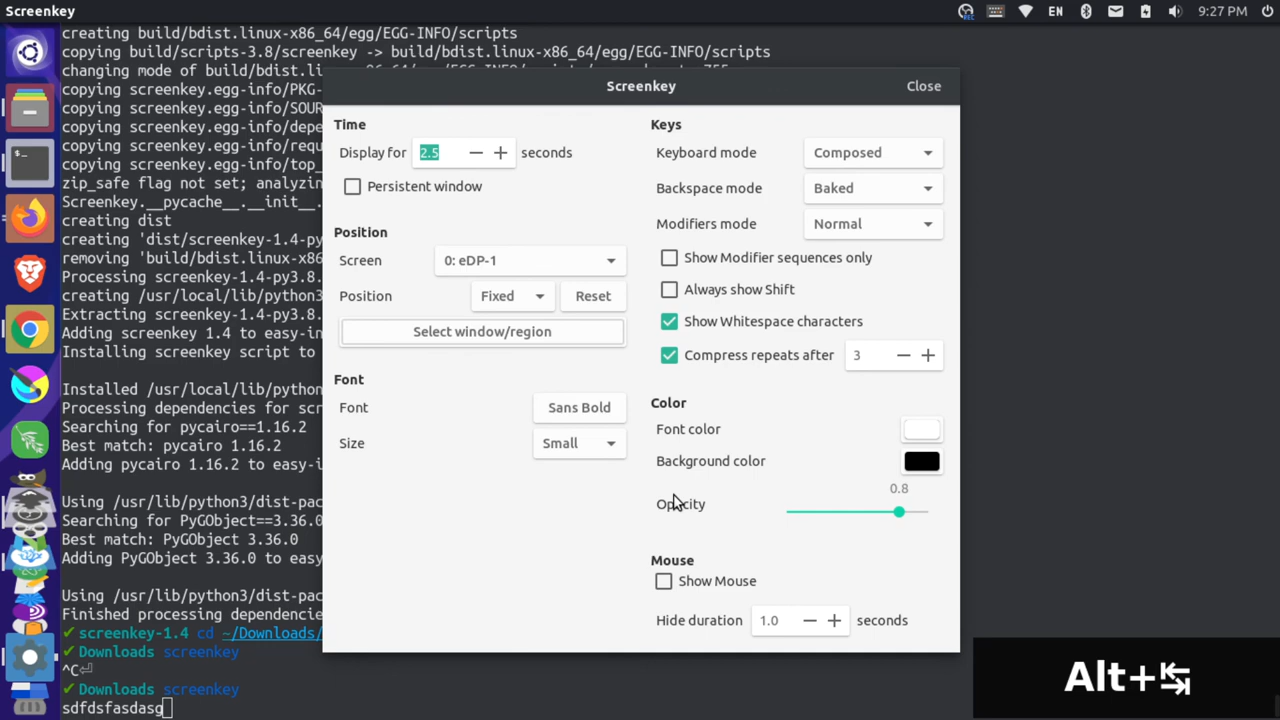 Screenkey
REC
EN
9:27 PM
creating build/bdist.linux-x86_64/egg/EGG-INFO/scripts
copying build/scripts-3.8/screenkey -> build/bdist.linux-x86_64/egg/EGG-INFO/scripts
changing mode of build/bdist.l
copying screenkey.egg-info/PKG-
copying screenkey.egg-info/SOUR
copying screenkey.egg-info/depe
copying screenkey.egg-info/requ
copying screenkey.egg-info/top_
zip_safe flag not set; analyzin
Screenkey.__pycache__.__init__.
creating dist
creating 'dist/screenkey-1.4-py
removing 'build/bdist.linux-x86
Processing screenkey-1.4-py3.8.
creating /usr/local/lib/python3
Extracting screenkey-1.4-py3.8.
Adding screenkey 1.4 to easy-in
Installing screenkey script to
Installed /usr/local/lib/python
Processing dependencies for scr
Searching for pycairo==1.16.2
Best match: pycairo 1.16.2
Adding pycairo 1.16.2 to easy-i
Using /usr/lib/python3/dist-pac
Searching for PyGObject==3.36.0
Best match: PyGObject 3.36.0
Adding PyGObject 3.36.0 to easy
Using /usr/lib/python3/dist-pac
Finished processing dependencie
✔ screenkey-1.4 cd ~/Downloads/
✔ Downloads screenkey
^C⏎
✔ Downloads screenkey
sdfdsfasdasg
Screenkey
Close
Time
Display for 2.5 − + seconds
Persistent window
Position
Screen 0: eDP-1
Position Fixed Reset
Select window/region
Font
Font Sans Bold
Size Small
Keys
Keyboard mode Composed
Backspace mode Baked
Modifiers mode Normal
Show Modifier sequences only
Always show Shift
Show Whitespace characters
Compress repeats after 3 − +
Color
Font color
Background color
0.8
Opacity
Mouse
Show Mouse
Hide duration 1.0 − + seconds
Alt+↹